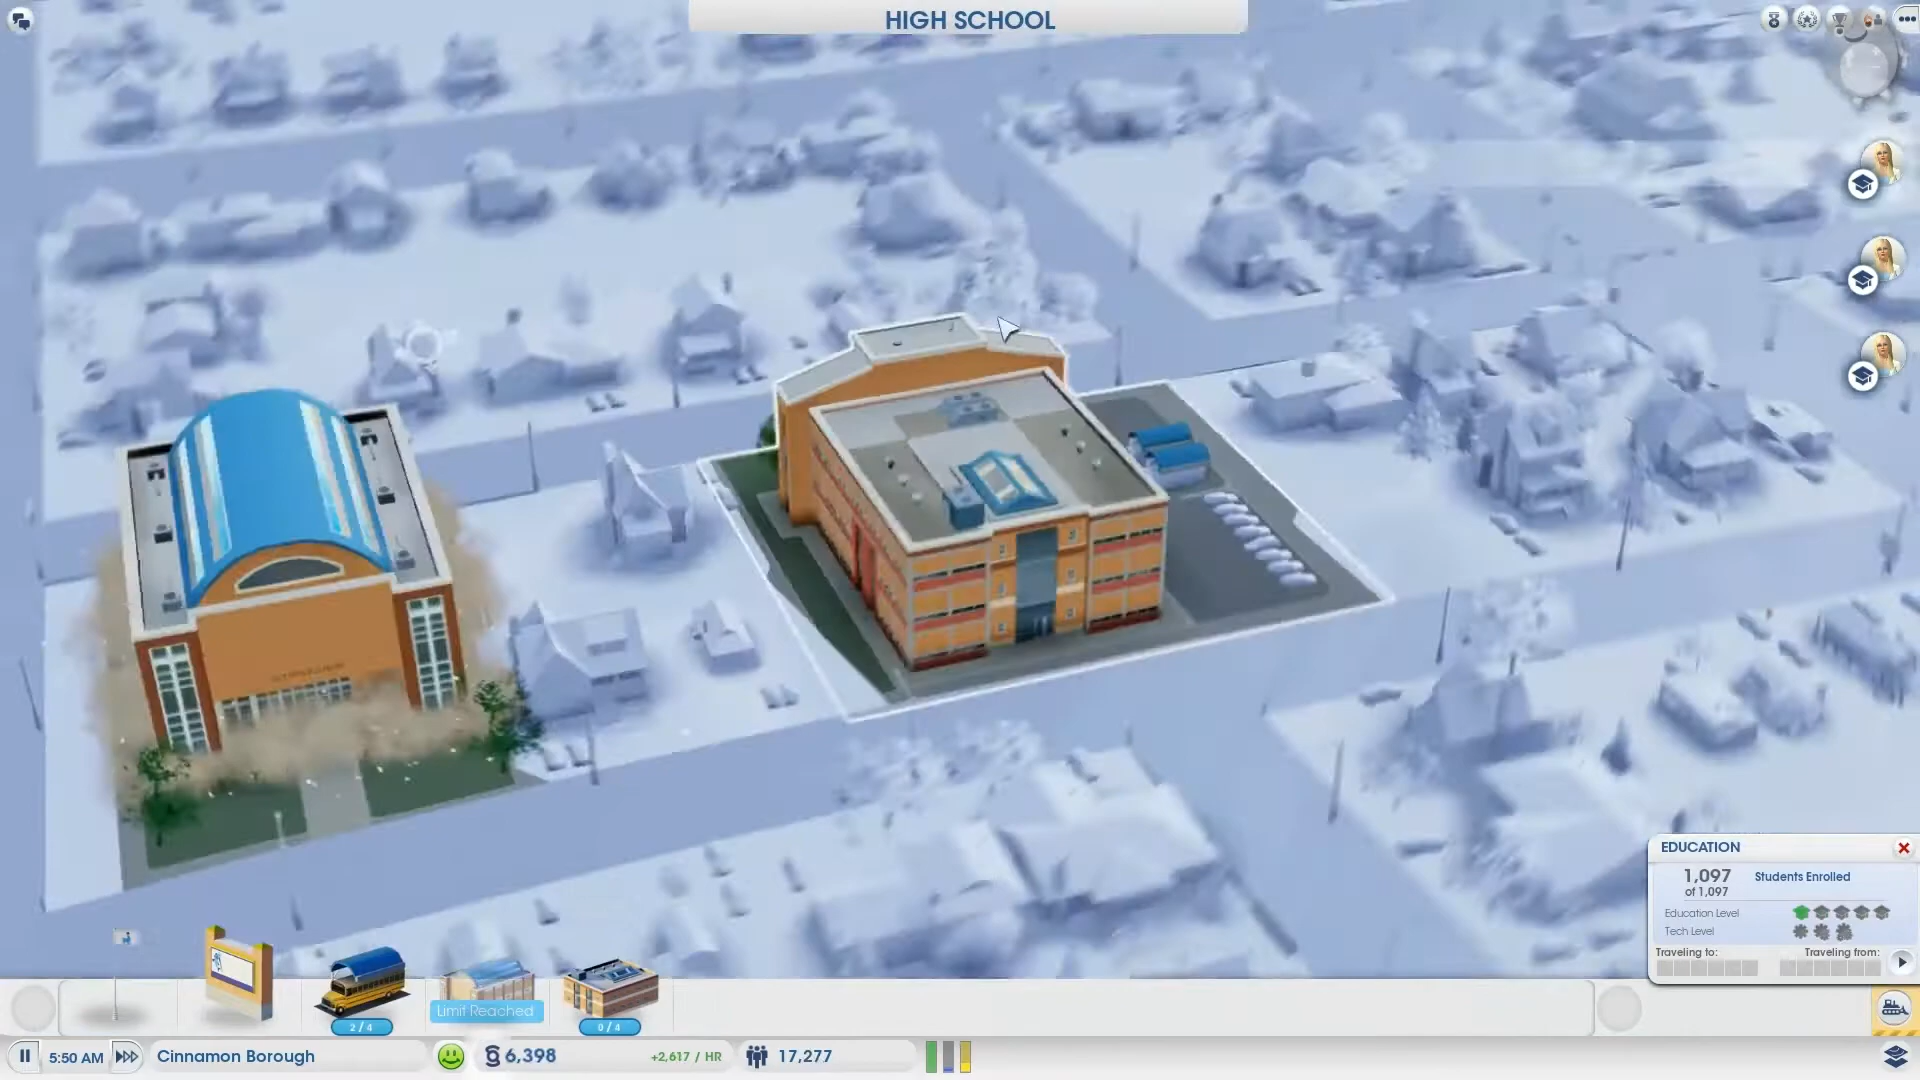 HIGH SCHOOL
EDUCATION
1,097
of 1,097
Students Enrolled
Education Level
Tech Level
Traveling to:
Traveling from:
Limit Reached
2 / 4
0 / 4
5:50 AM
Cinnamon Borough
6,398
+2,617 / HR
17,277